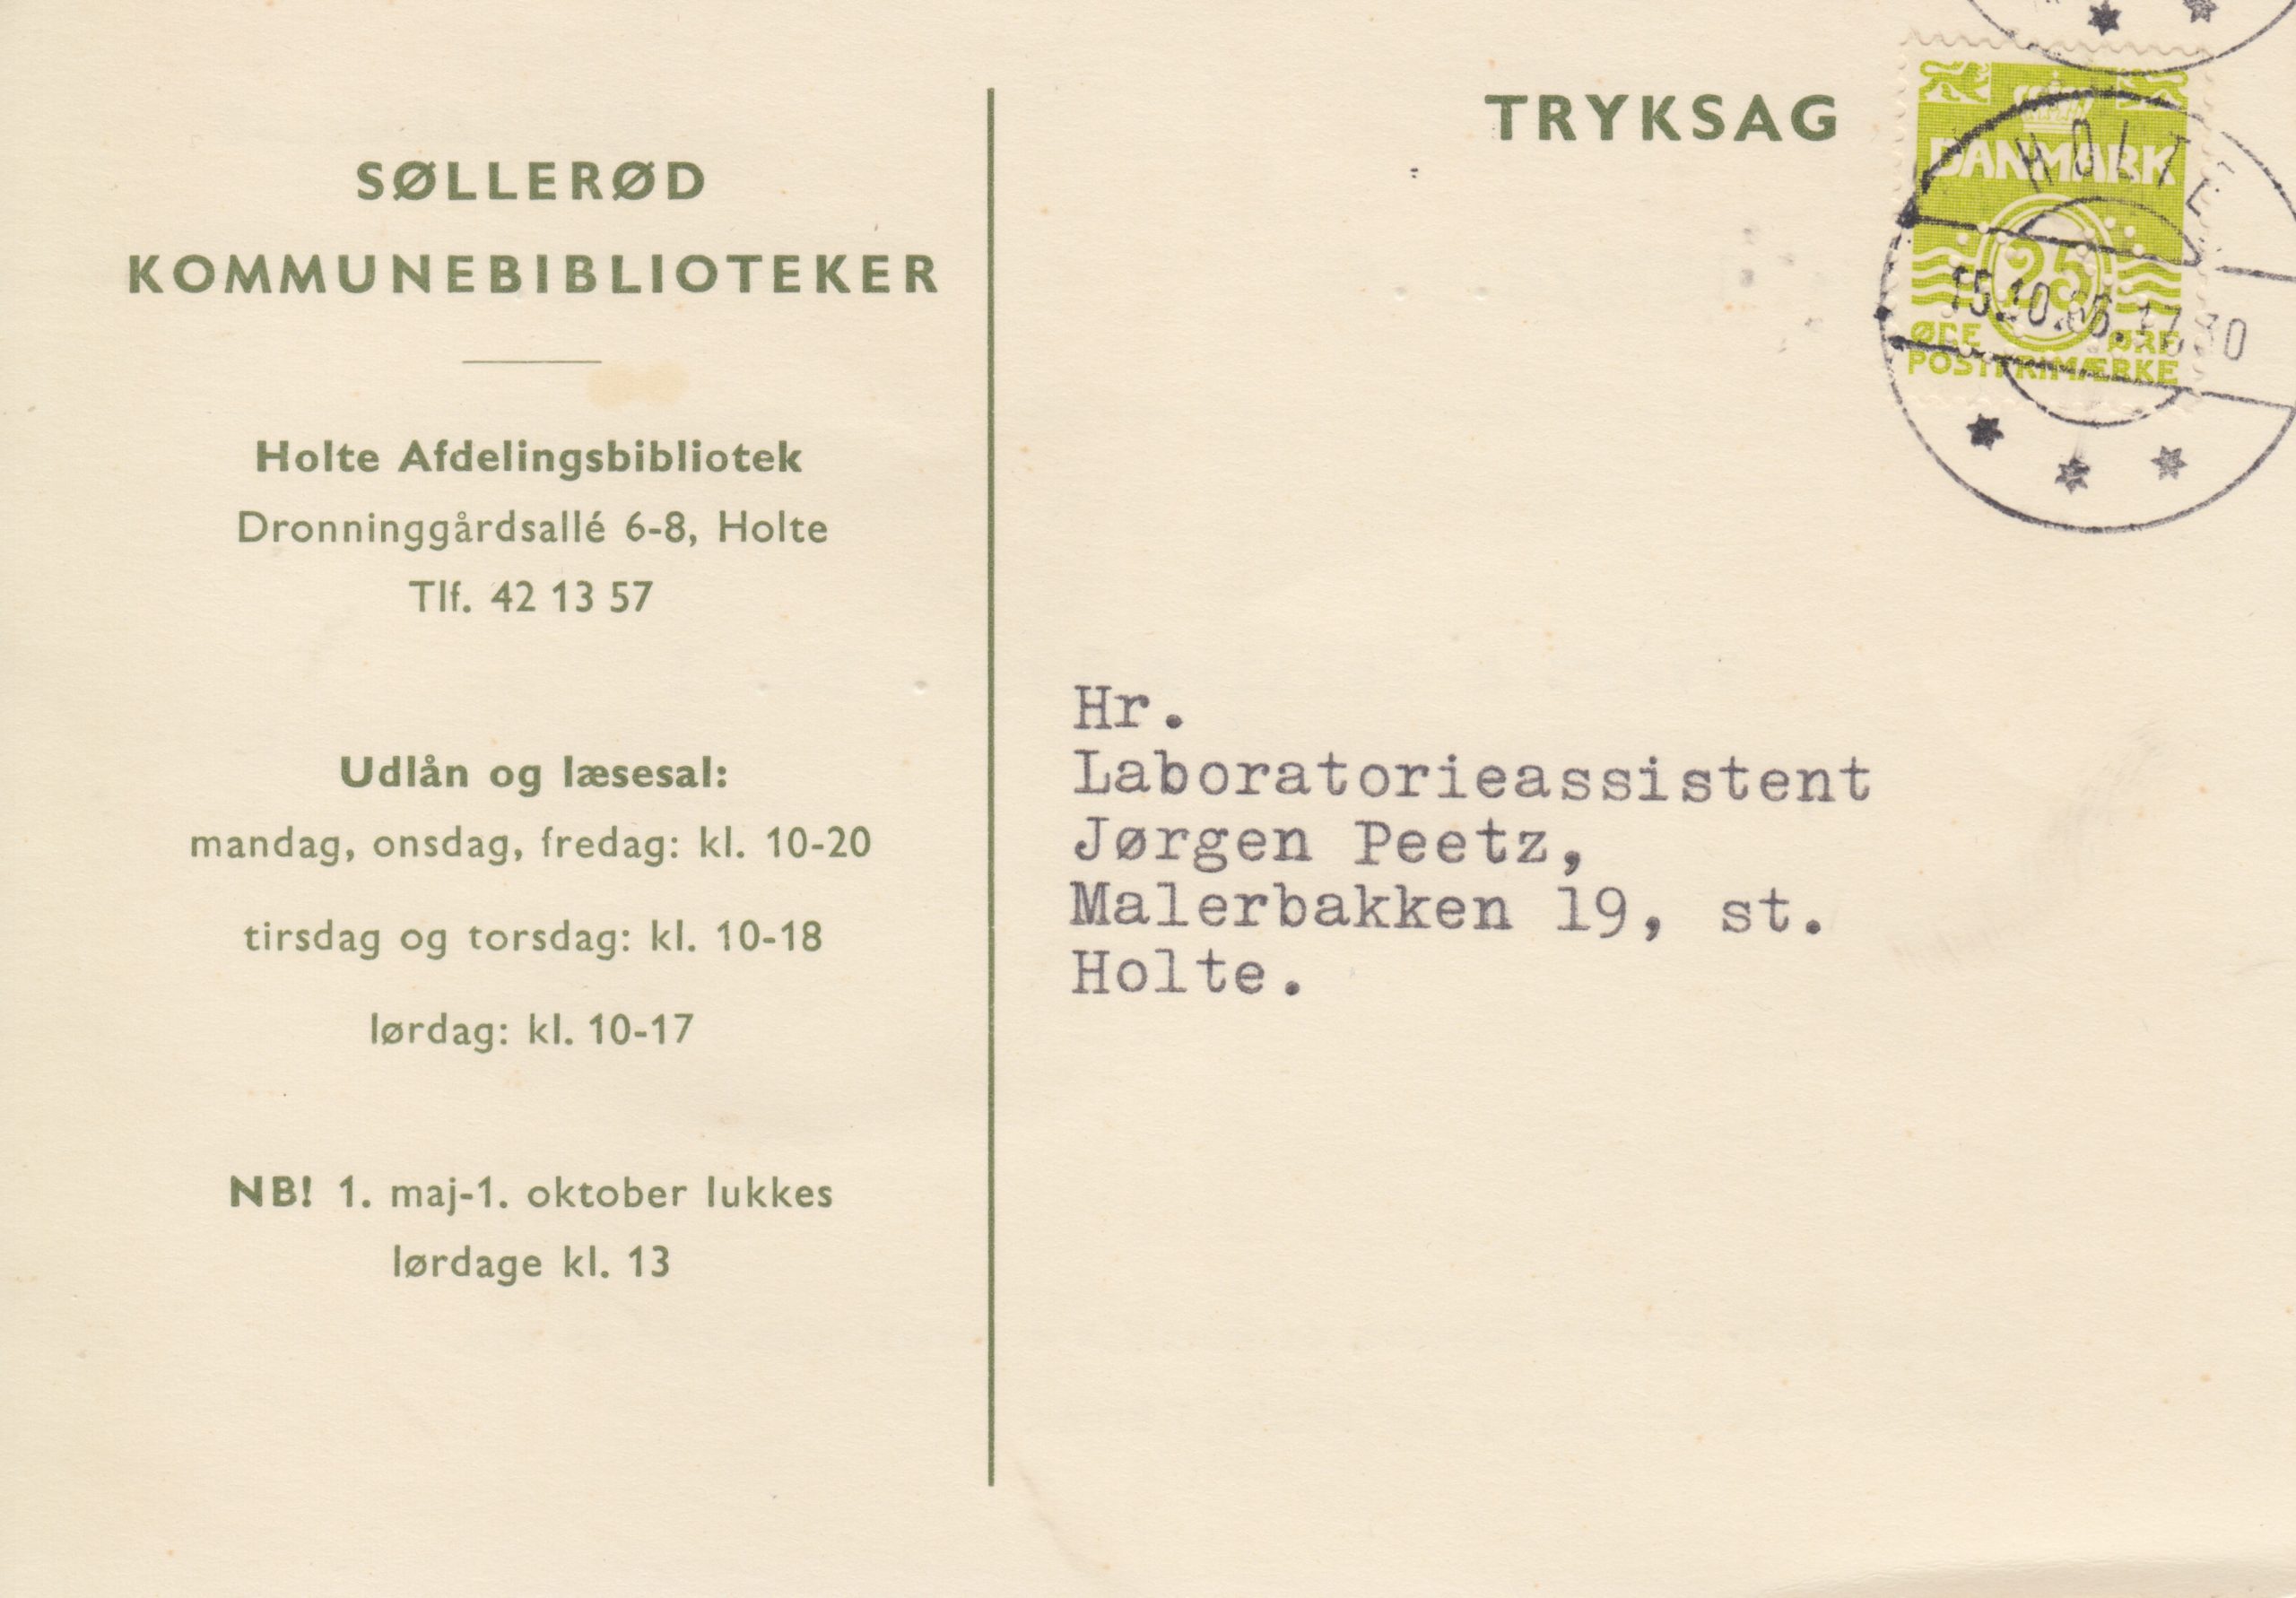 SØLLERØD
KOMMUNEBIBLIOTEKER
Holte Afdelingsbibliotek
Dronninggårdsallé 6-8, Holte
Tlf. 42 13 57
Udlån og læsesal:
mandag, onsdag, fredag: kl. 10-20
tirsdag og torsdag: kl. 10-18
lørdag: kl. 10-17
NB! 1. maj-1. oktober lukkes
lørdage kl. 13
TRYKSAG
DANMARK
25
ØRE ØRE
POSTFRIMÆRKE
HOLTE
Hr.
Laboratorieassistent
Jørgen Peetz,
Malerbakken 19, st.
Holte.